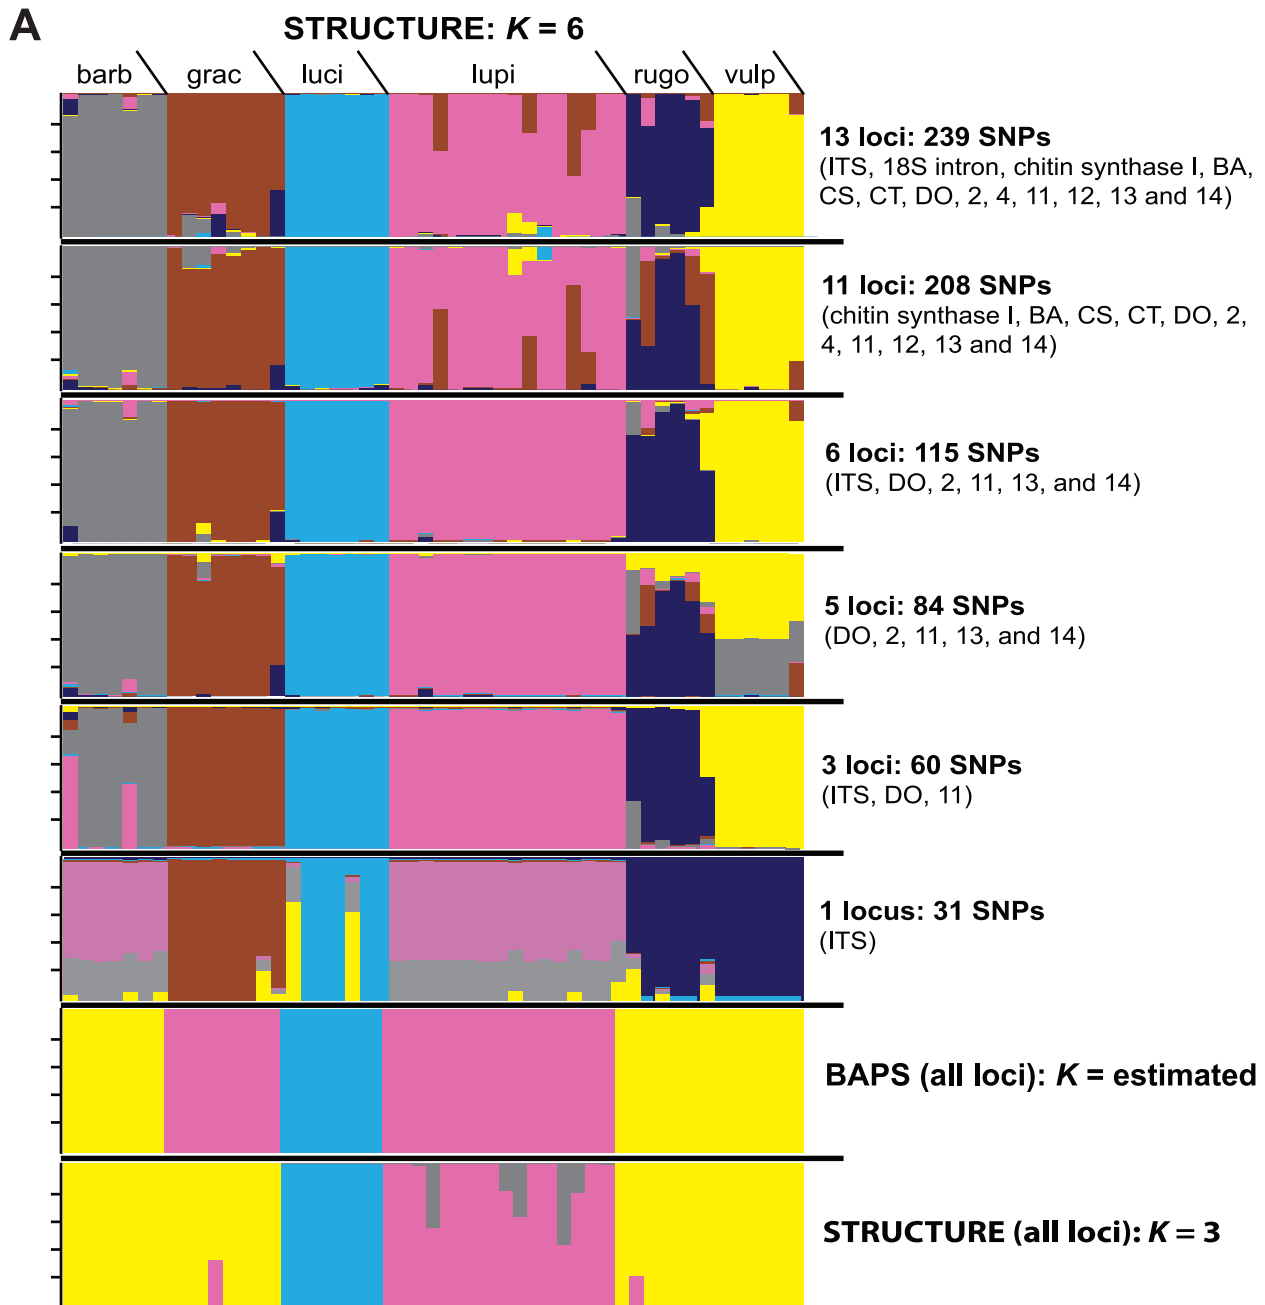 A
STRUCTURE: K = 6
barb grac luci lupi rugo vulp
13 loci: 239 SNPs
(ITS, 18S intron, chitin synthase I, BA,
CS, CT, DO, 2, 4, 11, 12, 13 and 14)
11 loci: 208 SNPs
(chitin synthase I, BA, CS, CT, DO, 2,
4, 11, 12, 13 and 14)
6 loci: 115 SNPs
(ITS, DO, 2, 11, 13, and 14)
5 loci: 84 SNPs
(DO, 2, 11, 13, and 14)
3 loci: 60 SNPs
(ITS, DO, 11)
1 locus: 31 SNPs
(ITS)
BAPS (all loci): K = estimated
STRUCTURE (all loci): K = 3